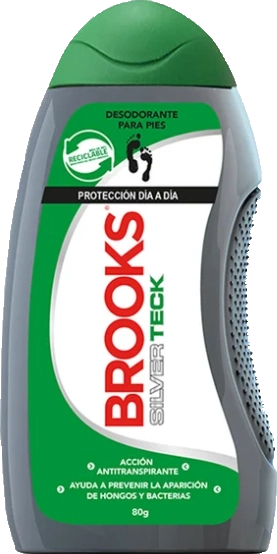 DESODORANTE
PARA PIES
RECICLABLE
PROTECCIÓN DÍA A DÍA
BROOKS
SILVER TECK
ACCIÓN
ANTITRANSPIRANTE
AYUDA A PREVENIR LA APARICIÓN
DE HONGOS Y BACTERIAS
80g